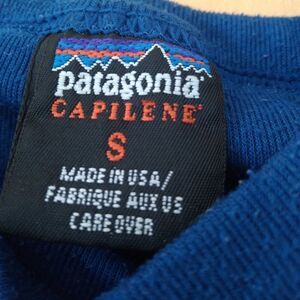 patagonia®
CAPILENE®
S
MADE IN USA/
FABRIQUE AUX US
CARE OVER